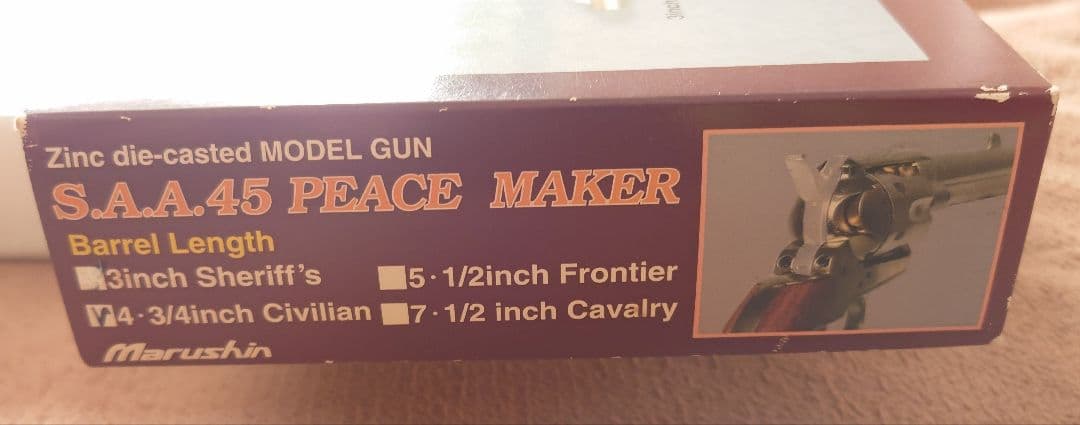 3inch
Zinc die-casted MODEL GUN
S.A.A.45 PEACE MAKER
Barrel Length
3inch Sheriff's
5·1/2inch Frontier
4·3/4inch Civilian
7·1/2 inch Cavalry
Marushin